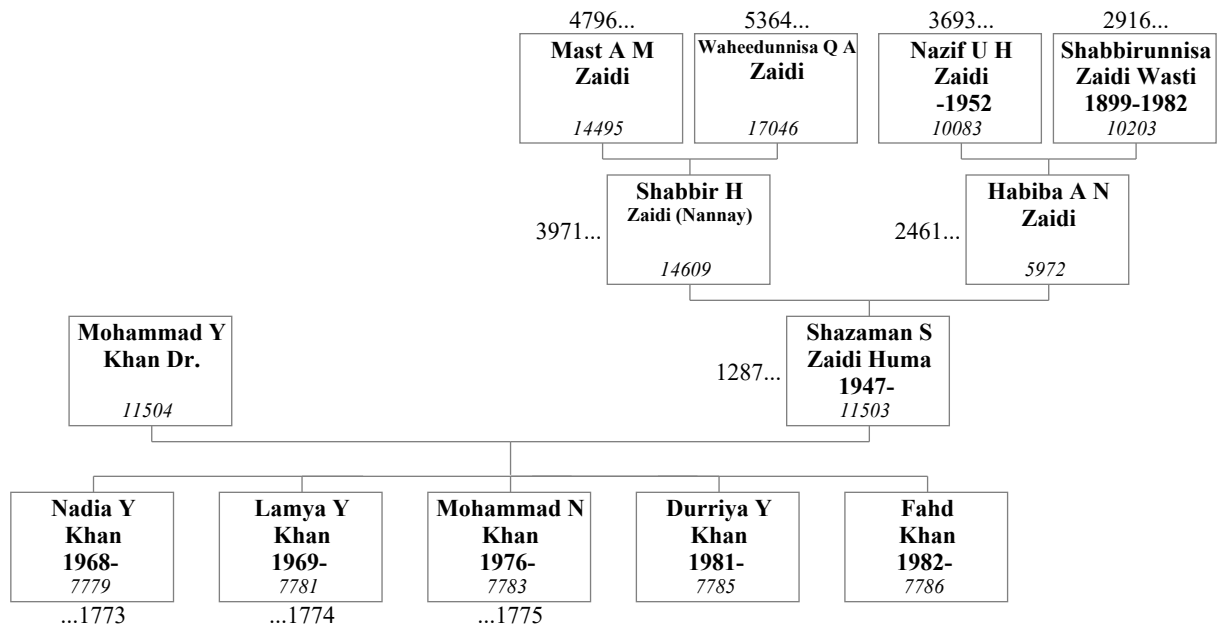 4796...
5364...
3693...
2916...
Mast A M
Zaidi
14495
Waheedunnisa Q A
Zaidi
17046
Nazif U H
Zaidi
-1952
10083
Shabbirunnisa
Zaidi Wasti
1899-1982
10203
3971...
Shabbir H
Zaidi (Nannay)
14609
2461...
Habiba A N
Zaidi
5972
Mohammad Y
Khan Dr.
11504
1287...
Shazaman S
Zaidi Huma
1947-
11503
Nadia Y
Khan
1968-
7779
...1773
Lamya Y
Khan
1969-
7781
...1774
Mohammad N
Khan
1976-
7783
...1775
Durriya Y
Khan
1981-
7785
Fahd
Khan
1982-
7786